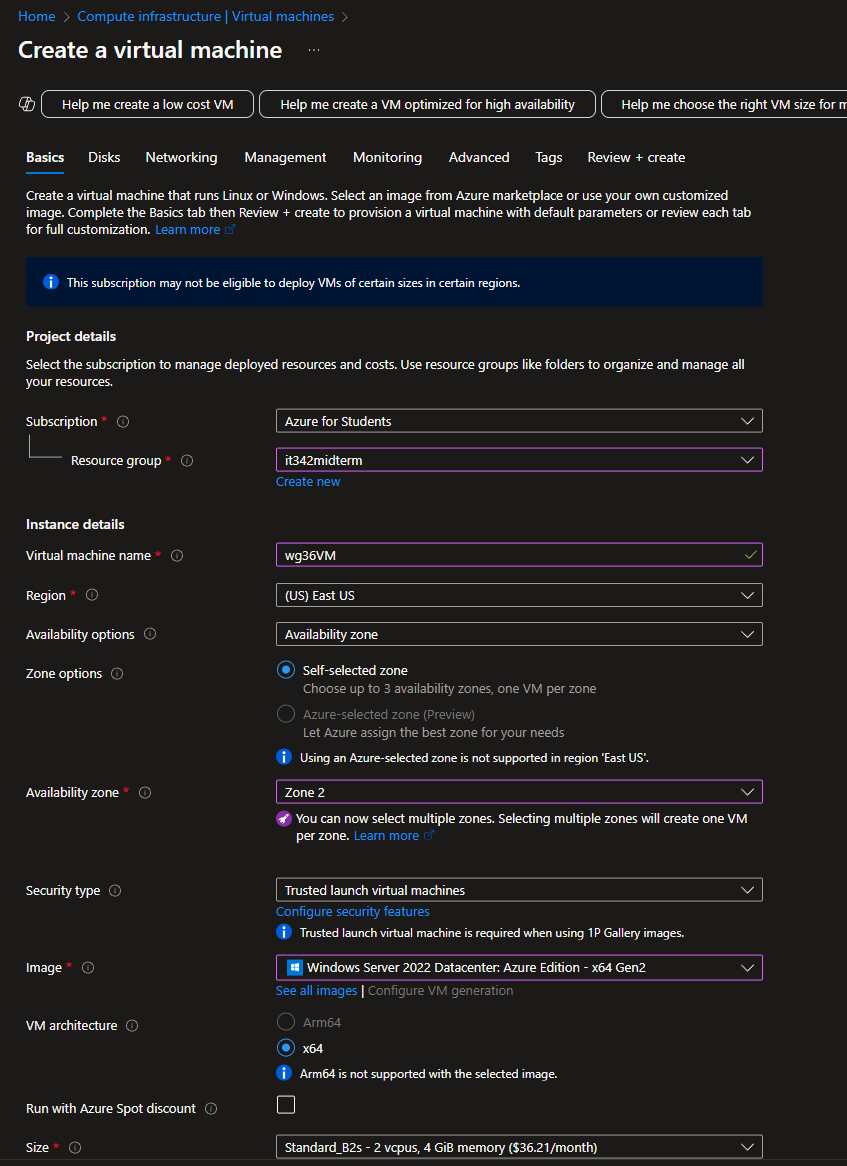 Home > Compute infrastructure | Virtual machines >
Create a virtual machine ...
Help me create a low cost VM
Help me create a VM optimized for high availability
Help me choose the right VM size for m
Basics Disks Networking Management Monitoring Advanced Tags Review + create
Create a virtual machine that runs Linux or Windows. Select an image from Azure marketplace or use your own customized
image. Complete the Basics tab then Review + create to provision a virtual machine with default parameters or review each tab
for full customization. Learn more
This subscription may not be eligible to deploy VMs of certain sizes in certain regions.
Project details
Select the subscription to manage deployed resources and costs. Use resource groups like folders to organize and manage all
your resources.
Subscription * Azure for Students
Resource group * it342midterm
Create new
Instance details
Virtual machine name * wg36VM
Region * (US) East US
Availability options Availability zone
Zone options Self-selected zone
Choose up to 3 availability zones, one VM per zone
Azure-selected zone (Preview)
Let Azure assign the best zone for your needs
Using an Azure-selected zone is not supported in region 'East US'.
Availability zone * Zone 2
You can now select multiple zones. Selecting multiple zones will create one VM
per zone. Learn more
Security type Trusted launch virtual machines
Configure security features
Trusted launch virtual machine is required when using 1P Gallery images.
Image * Windows Server 2022 Datacenter: Azure Edition - x64 Gen2
See all images | Configure VM generation
VM architecture Arm64
x64
Arm64 is not supported with the selected image.
Run with Azure Spot discount
Size * Standard_B2s - 2 vcpus, 4 GiB memory ($36.21/month)